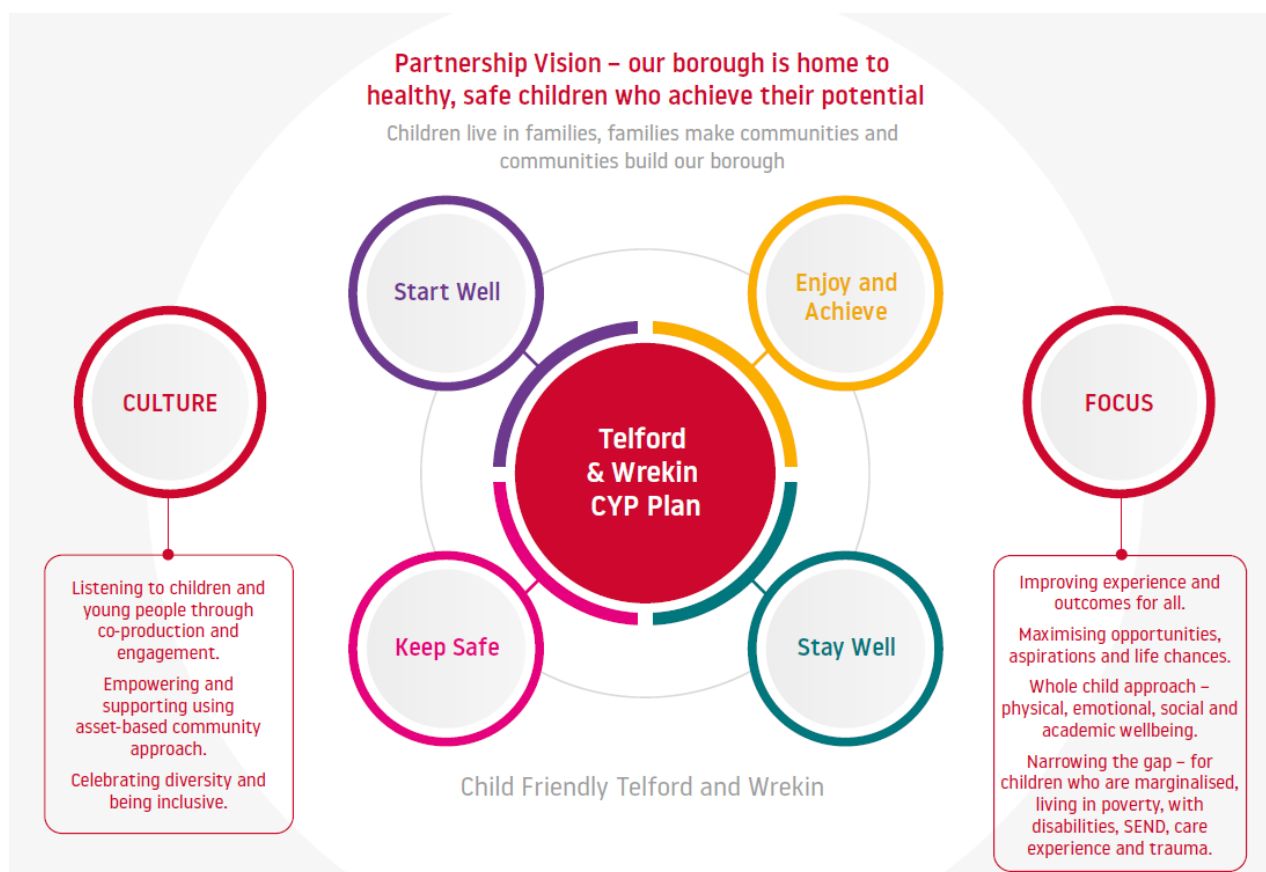 Partnership Vision – our borough is home to
healthy, safe children who achieve their potential
Children live in families, families make communities and
communities build our borough
Start Well
Enjoy and
Achieve
CULTURE
FOCUS
Telford
& Wrekin
CYP Plan
Keep Safe
Stay Well
Listening to children and
young people through
co-production and
engagement.
Empowering and
supporting using
asset-based community
approach.
Celebrating diversity and
being inclusive.
Improving experience and
outcomes for all.
Maximising opportunities,
aspirations and life chances.
Whole child approach –
physical, emotional, social and
academic wellbeing.
Narrowing the gap – for
children who are marginalised,
living in poverty, with
disabilities, SEND, care
experience and trauma.
Child Friendly Telford and Wrekin